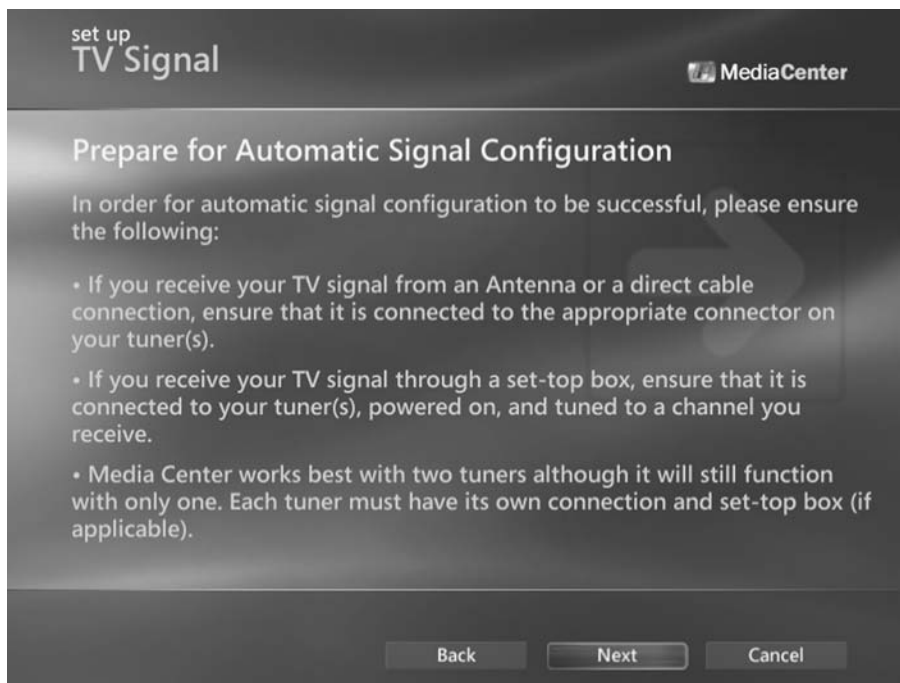 set up
TV Signal
MediaCenter
Prepare for Automatic Signal Configuration
In order for automatic signal configuration to be successful, please ensure
the following:
• If you receive your TV signal from an Antenna or a direct cable
connection, ensure that it is connected to the appropriate connector on
your tuner(s).
• If you receive your TV signal through a set-top box, ensure that it is
connected to your tuner(s), powered on, and tuned to a channel you
receive.
• Media Center works best with two tuners although it will still function
with only one. Each tuner must have its own connection and set-top box (if
applicable).
Back Next Cancel